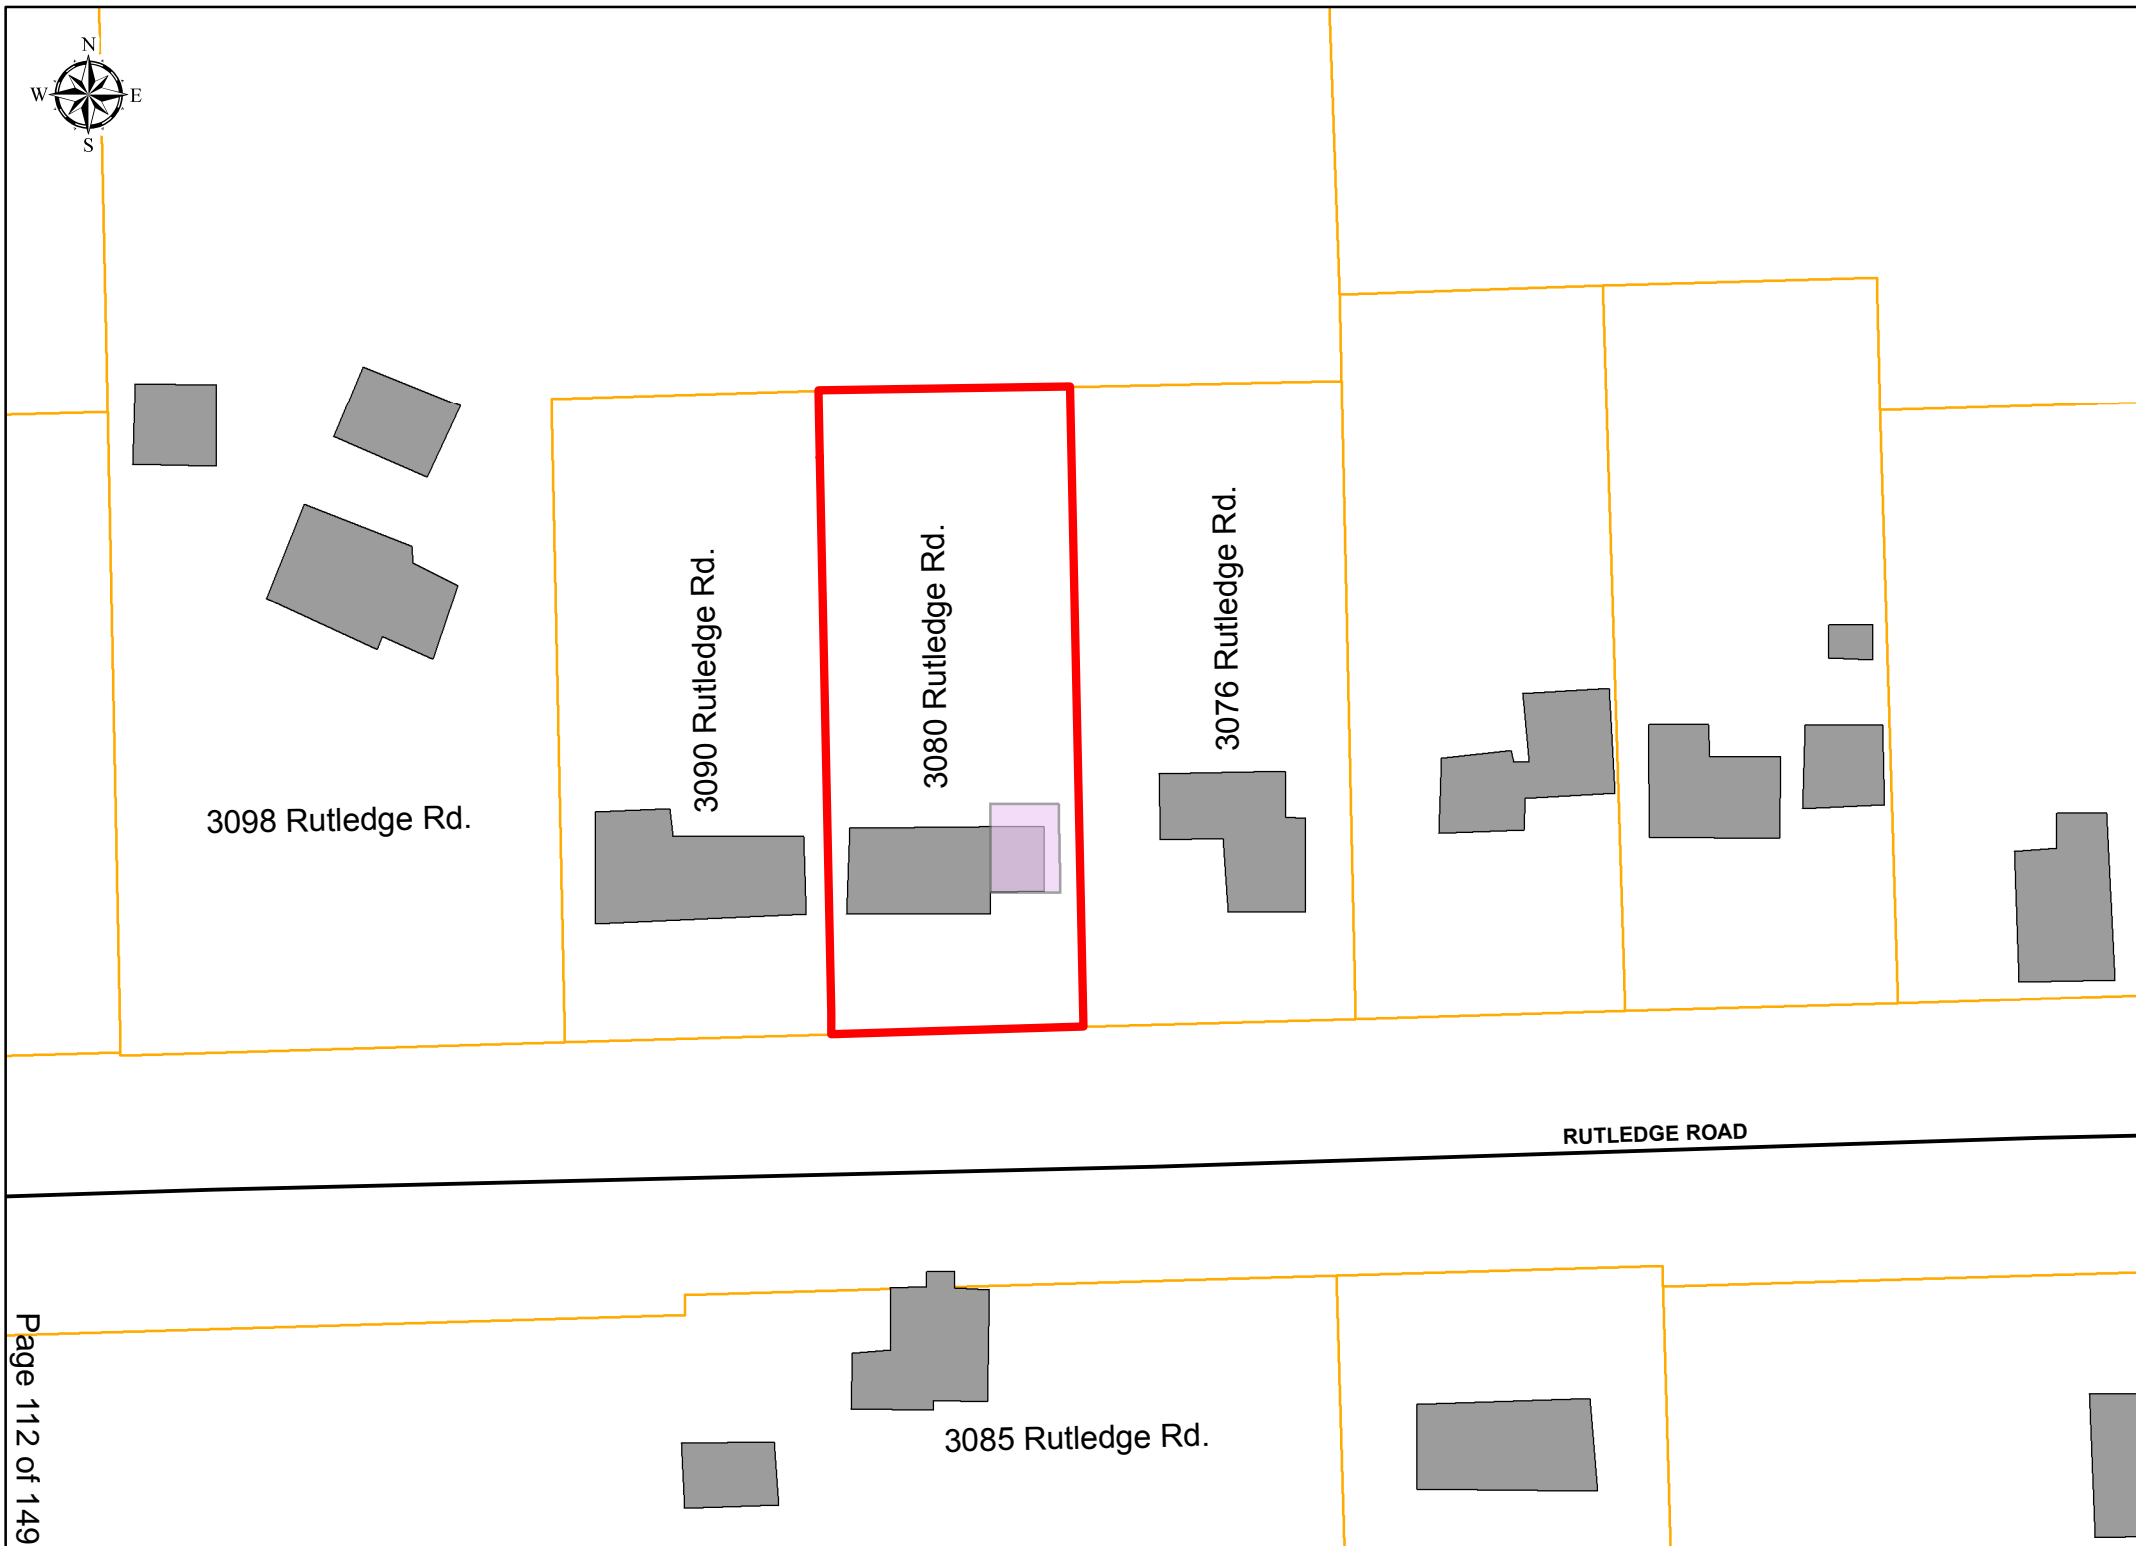 N
W E
S
3090 Rutledge Rd.
3080 Rutledge Rd.
3076 Rutledge Rd.
3098 Rutledge Rd.
RUTLEDGE ROAD
3085 Rutledge Rd.
Page 112 of 149